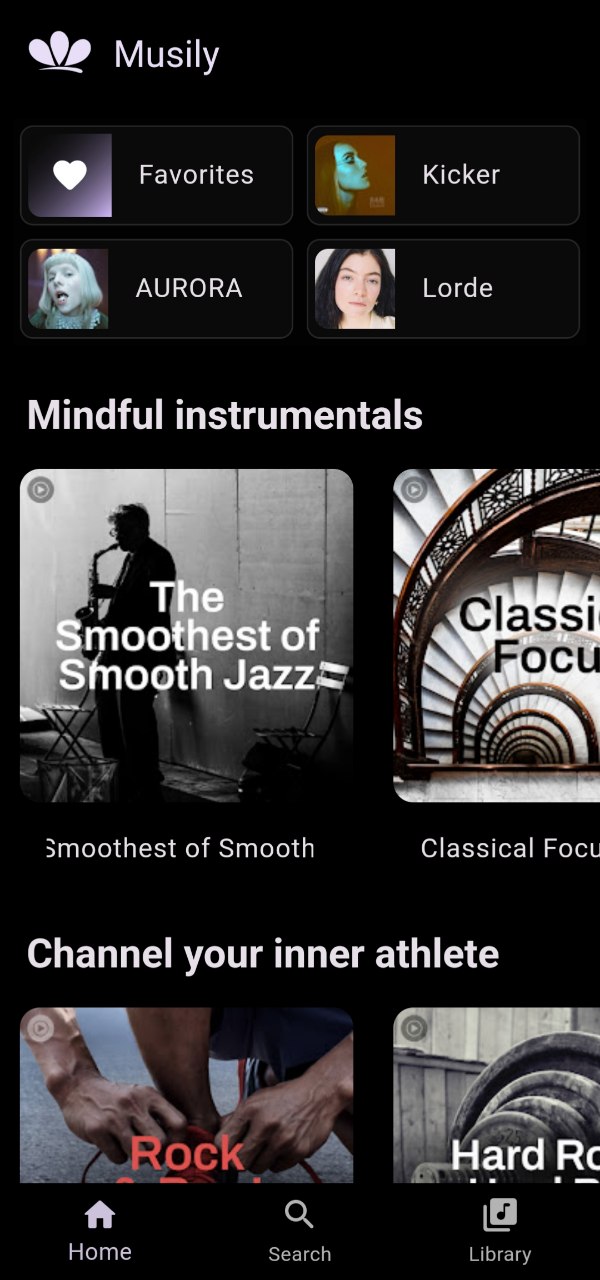 Musily
Favorites
Kicker
AURORA
Lorde
Mindful instrumentals
The
Smoothest of
Smooth Jazz
Classic
Focu
Smoothest of Smooth
Classical Focu
Channel your inner athlete
Rock
Hard Ro
Home
Search
Library